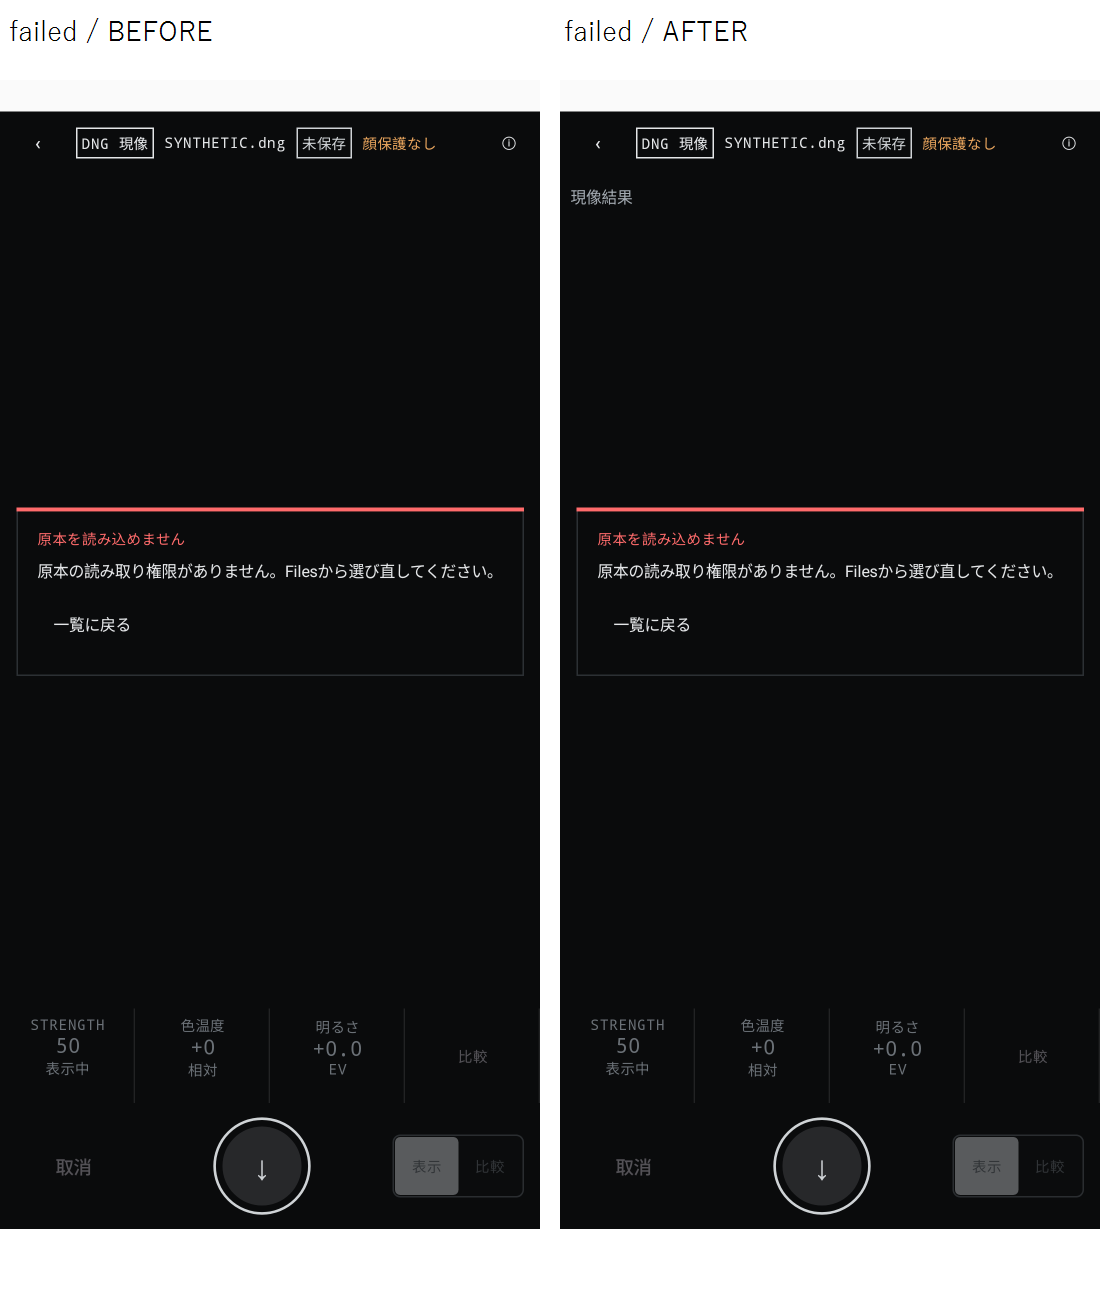 failed / BEFORE
‹ DNG 現像 SYNTHETIC.dng 未保存 顔保護なし ⓘ
原本を読み込めません
原本の読み取り権限がありません。Filesから選び直してください。
一覧に戻る
STRENGTH 色温度 明るさ
50 +0 +0.0 比較
表示中 相対 EV
取消 ↓ 表示 比較
failed / AFTER
‹ DNG 現像 SYNTHETIC.dng 未保存 顔保護なし ⓘ
現像結果
原本を読み込めません
原本の読み取り権限がありません。Filesから選び直してください。
一覧に戻る
STRENGTH 色温度 明るさ
50 +0 +0.0 比較
表示中 相対 EV
取消 ↓ 表示 比較